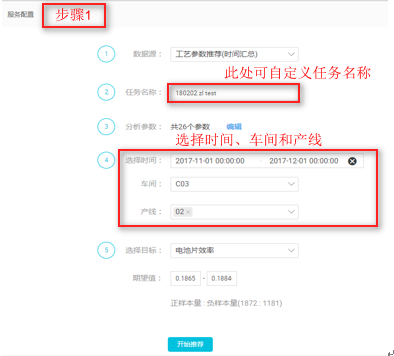 服务配置 步骤1
1 数据源： 工艺参数推荐(时间汇总)
此处可自定义任务名称
2 任务名称： 180202 zl test
3 分析参数： 共26个参数 编辑
选择时间、车间和产线
4 选择时间： 2017-11-01 00:00:00 2017-12-01 00:00:00
车间： C03
产线： 02 ×
5 选择目标： 电池片效率
期望值： 0.1865 - 0.1884
正样本量 : 负样本量(1872 : 1181)
开始推荐